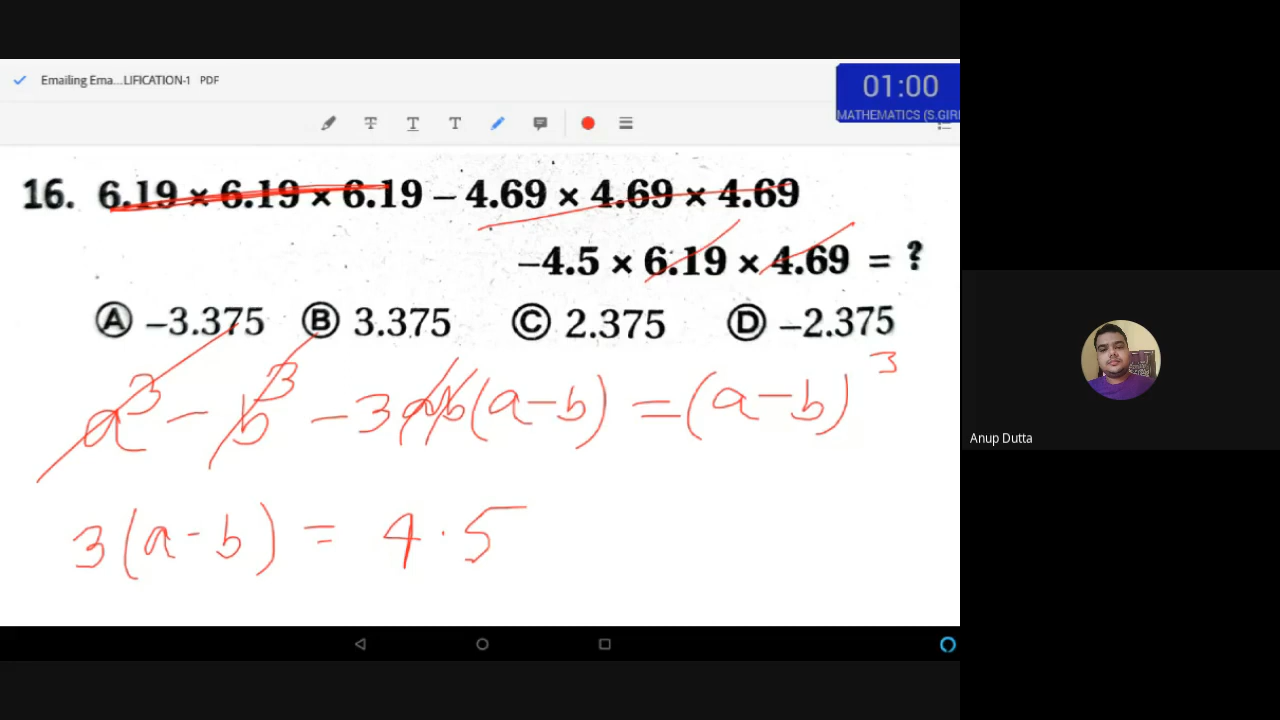 Emailing Ema...LIFICATION-1 PDF
01:00
MATHEMATICS (S.GIRI
T T T
16. 6.19 × 6.19 × 6.19 – 4.69 × 4.69 × 4.69
–4.5 × 6.19 × 4.69 = ?
A –3.375 B 3.375 C 2.375 D –2.375
a³ – b³ – 3ab(a–b) = (a–b)³
3(a–b) = 4.5
Anup Dutta